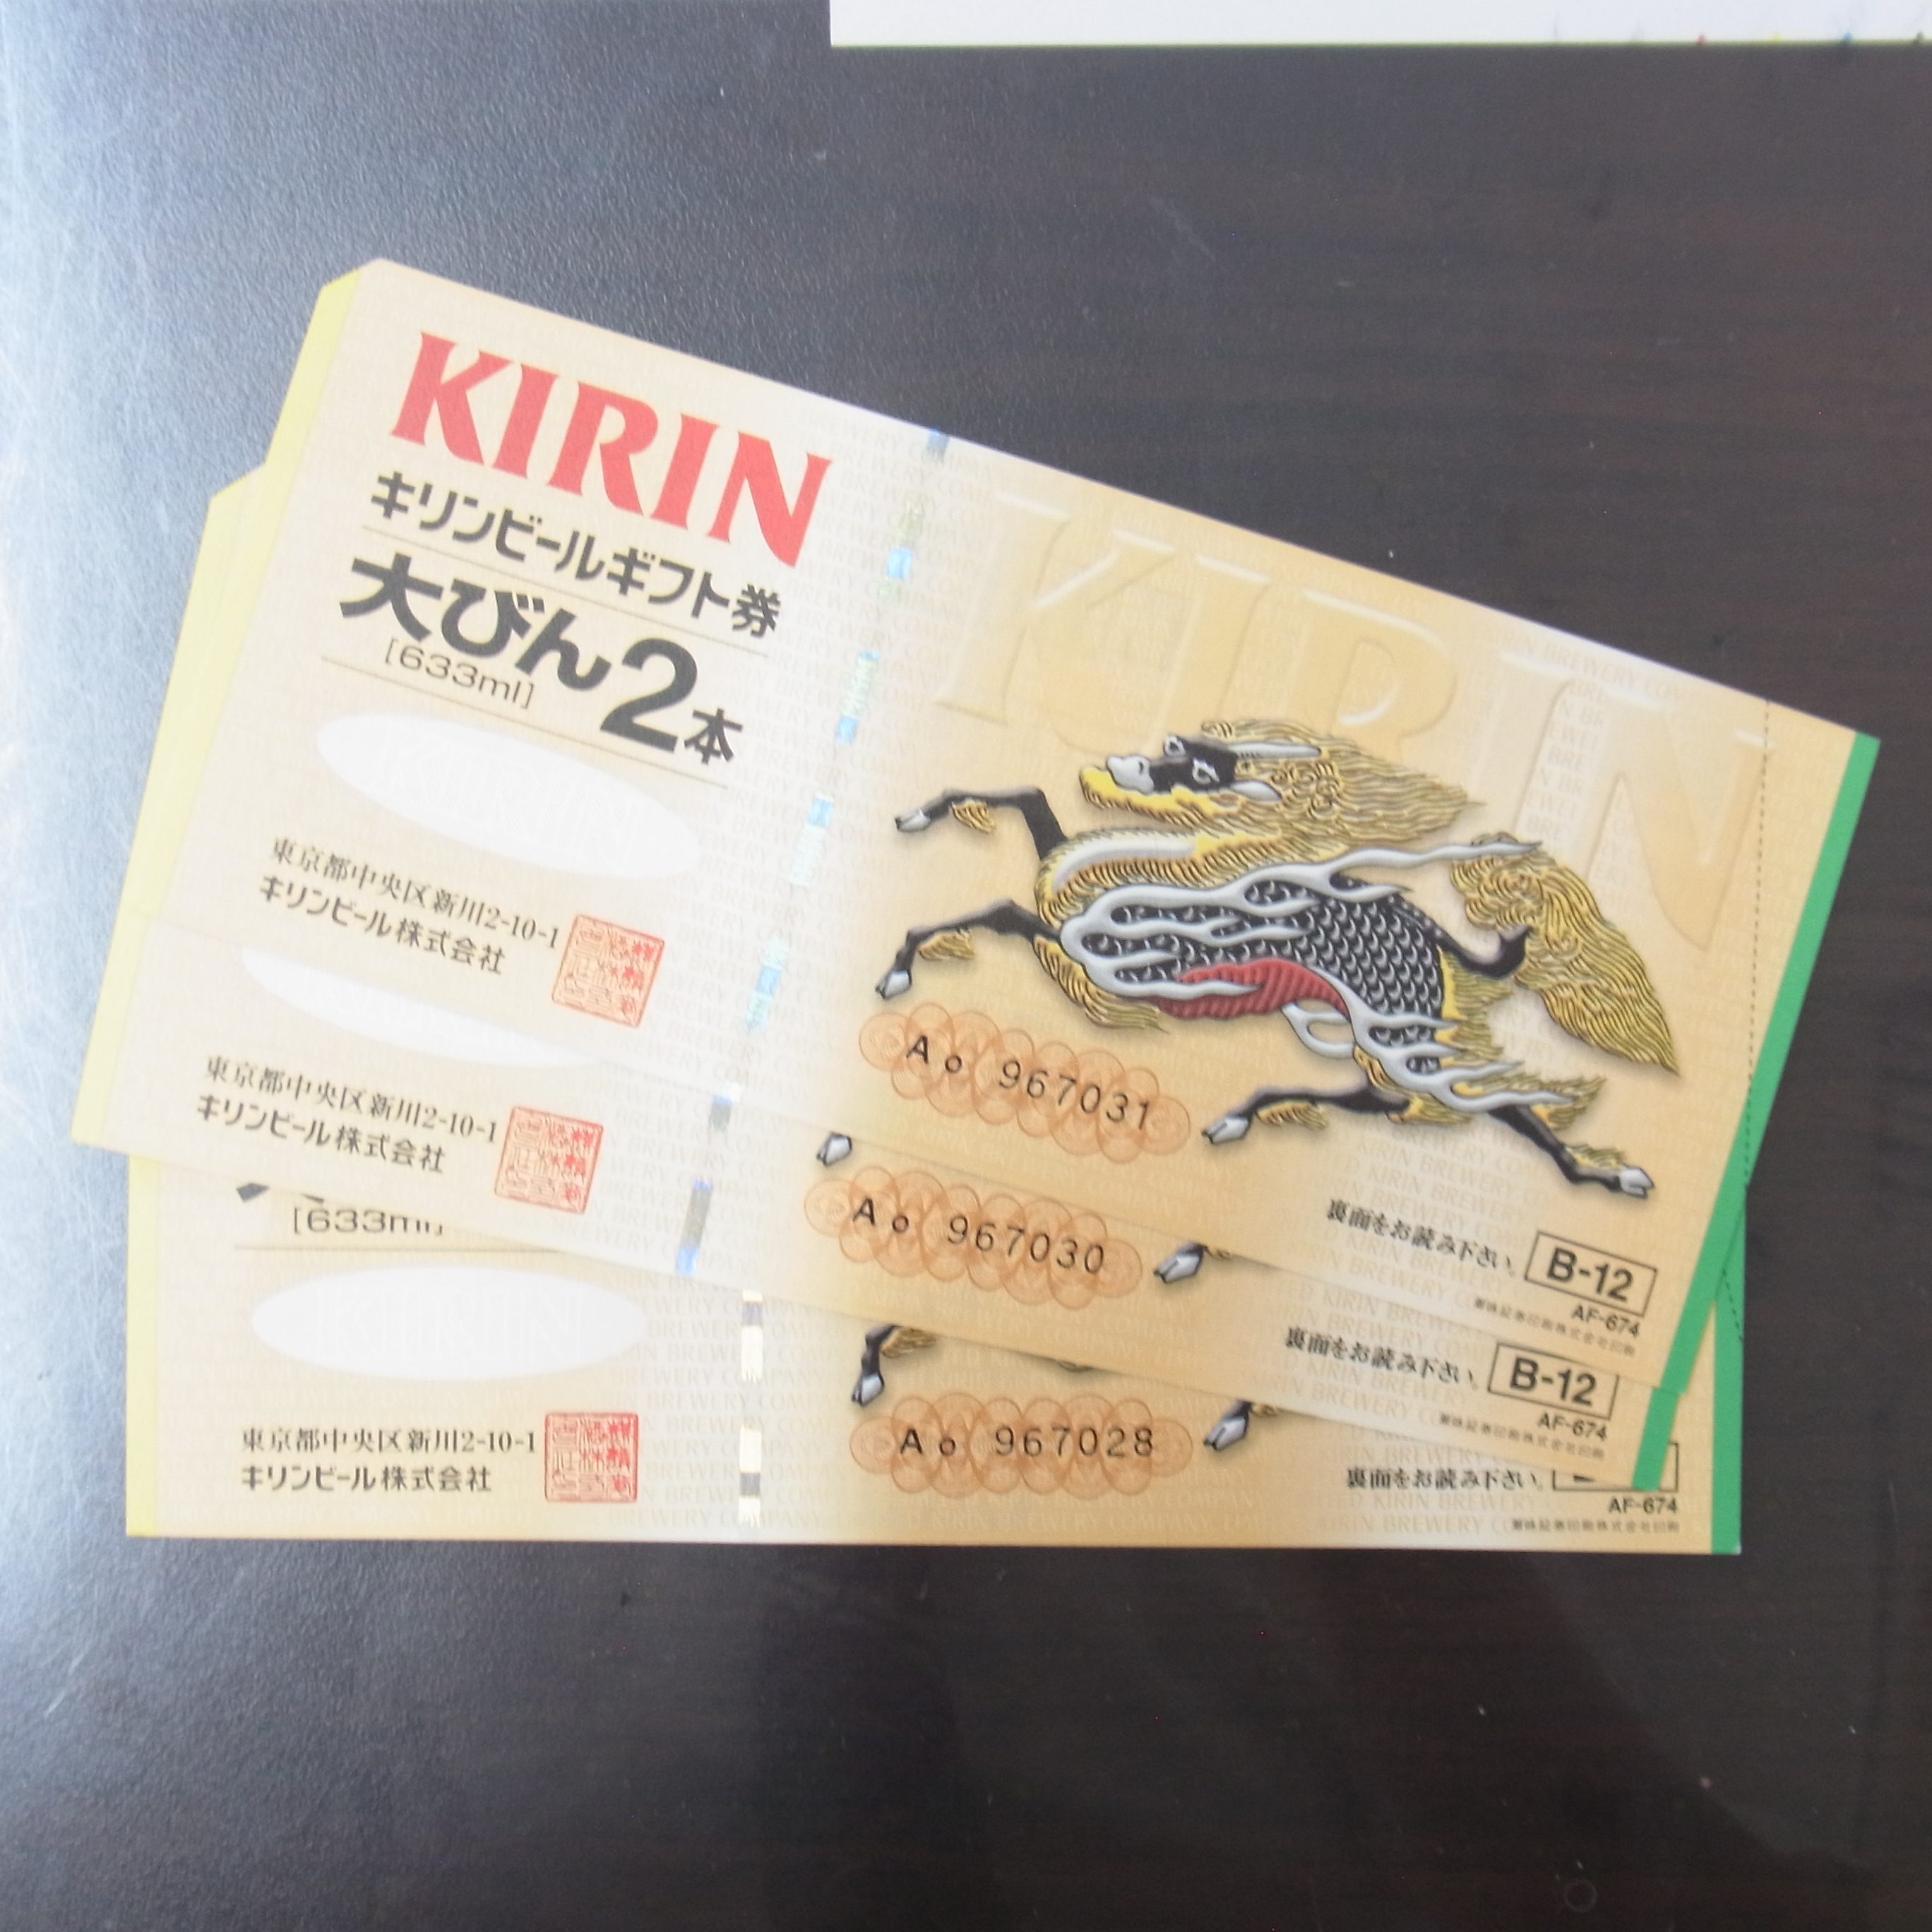 KIRIN
キリンビールギフト券
大びん2本
[633ml]
東京都中央区新川2-10-1
キリンビール株式会社
KIRIN
Ao 967031
裏面をお読み下さい。
B-12
AF-674
東京都中央区新川2-10-1
キリンビール株式会社
Ao 967030
裏面をお読み下さい。
B-12
AF-674
[633ml]
KIRIN
東京都中央区新川2-10-1
キリンビール株式会社
Ao 967028
裏面をお読み下さい。
AF-674